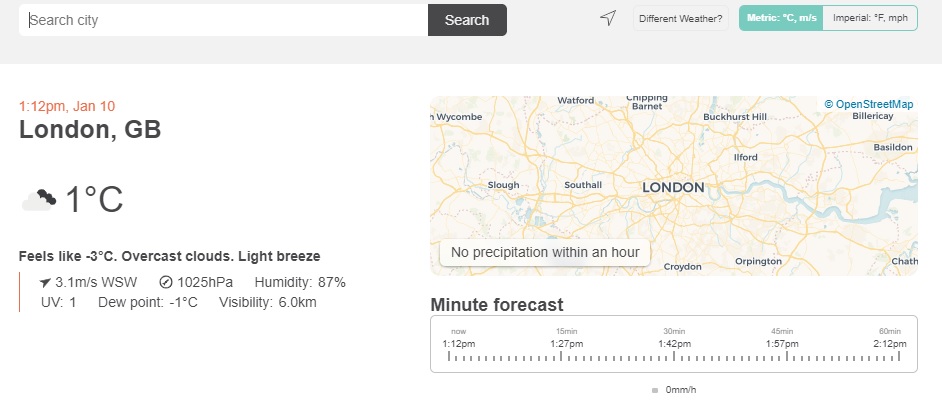 Search city
Search
Different Weather?
Metric: °C, m/s
Imperial: °F, mph
1:12pm, Jan 10
London, GB
1°C
Feels like -3°C. Overcast clouds. Light breeze
3.1m/s WSW 1025hPa Humidity: 87%
UV: 1 Dew point: -1°C Visibility: 6.0km
© OpenStreetMap
Watford
Chipping
Barnet
h Wycombe
Buckhurst Hill
Billericay
Basildon
Ilford
Slough
Southall
LONDON
No precipitation within an hour
Croydon
Orpington
Chath
Minute forecast
now 15min 30min 45min 60min
1:12pm 1:27pm 1:42pm 1:57pm 2:12pm
0mm/h